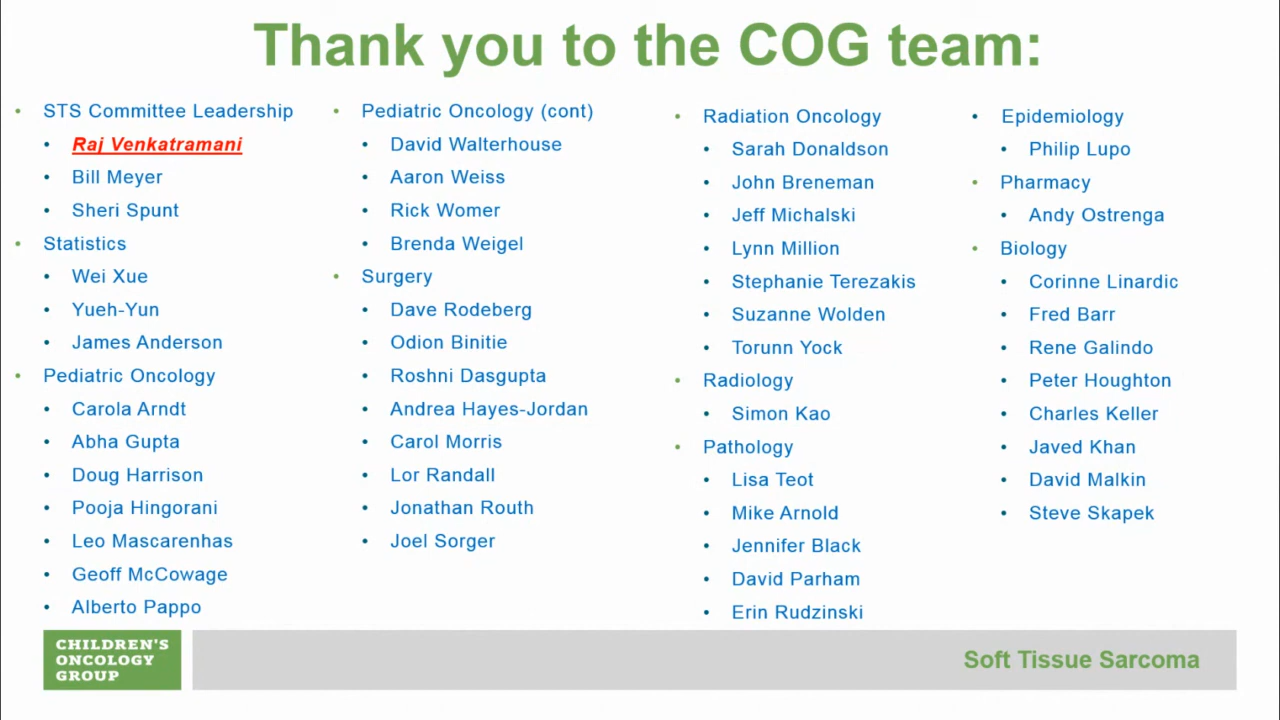 Thank you to the COG team:
• STS Committee Leadership
• Raj Venkatramani
• Bill Meyer
• Sheri Spunt
• Statistics
• Wei Xue
• Yueh-Yun
• James Anderson
• Pediatric Oncology
• Carola Arndt
• Abha Gupta
• Doug Harrison
• Pooja Hingorani
• Leo Mascarenhas
• Geoff McCowage
• Alberto Pappo
• Pediatric Oncology (cont)
• David Walterhouse
• Aaron Weiss
• Rick Womer
• Brenda Weigel
• Surgery
• Dave Rodeberg
• Odion Binitie
• Roshni Dasgupta
• Andrea Hayes-Jordan
• Carol Morris
• Lor Randall
• Jonathan Routh
• Joel Sorger
• Radiation Oncology
• Sarah Donaldson
• John Breneman
• Jeff Michalski
• Lynn Million
• Stephanie Terezakis
• Suzanne Wolden
• Torunn Yock
• Radiology
• Simon Kao
• Pathology
• Lisa Teot
• Mike Arnold
• Jennifer Black
• David Parham
• Erin Rudzinski
• Epidemiology
• Philip Lupo
• Pharmacy
• Andy Ostrenga
• Biology
• Corinne Linardic
• Fred Barr
• Rene Galindo
• Peter Houghton
• Charles Keller
• Javed Khan
• David Malkin
• Steve Skapek
CHILDREN'S
ONCOLOGY
GROUP
Soft Tissue Sarcoma